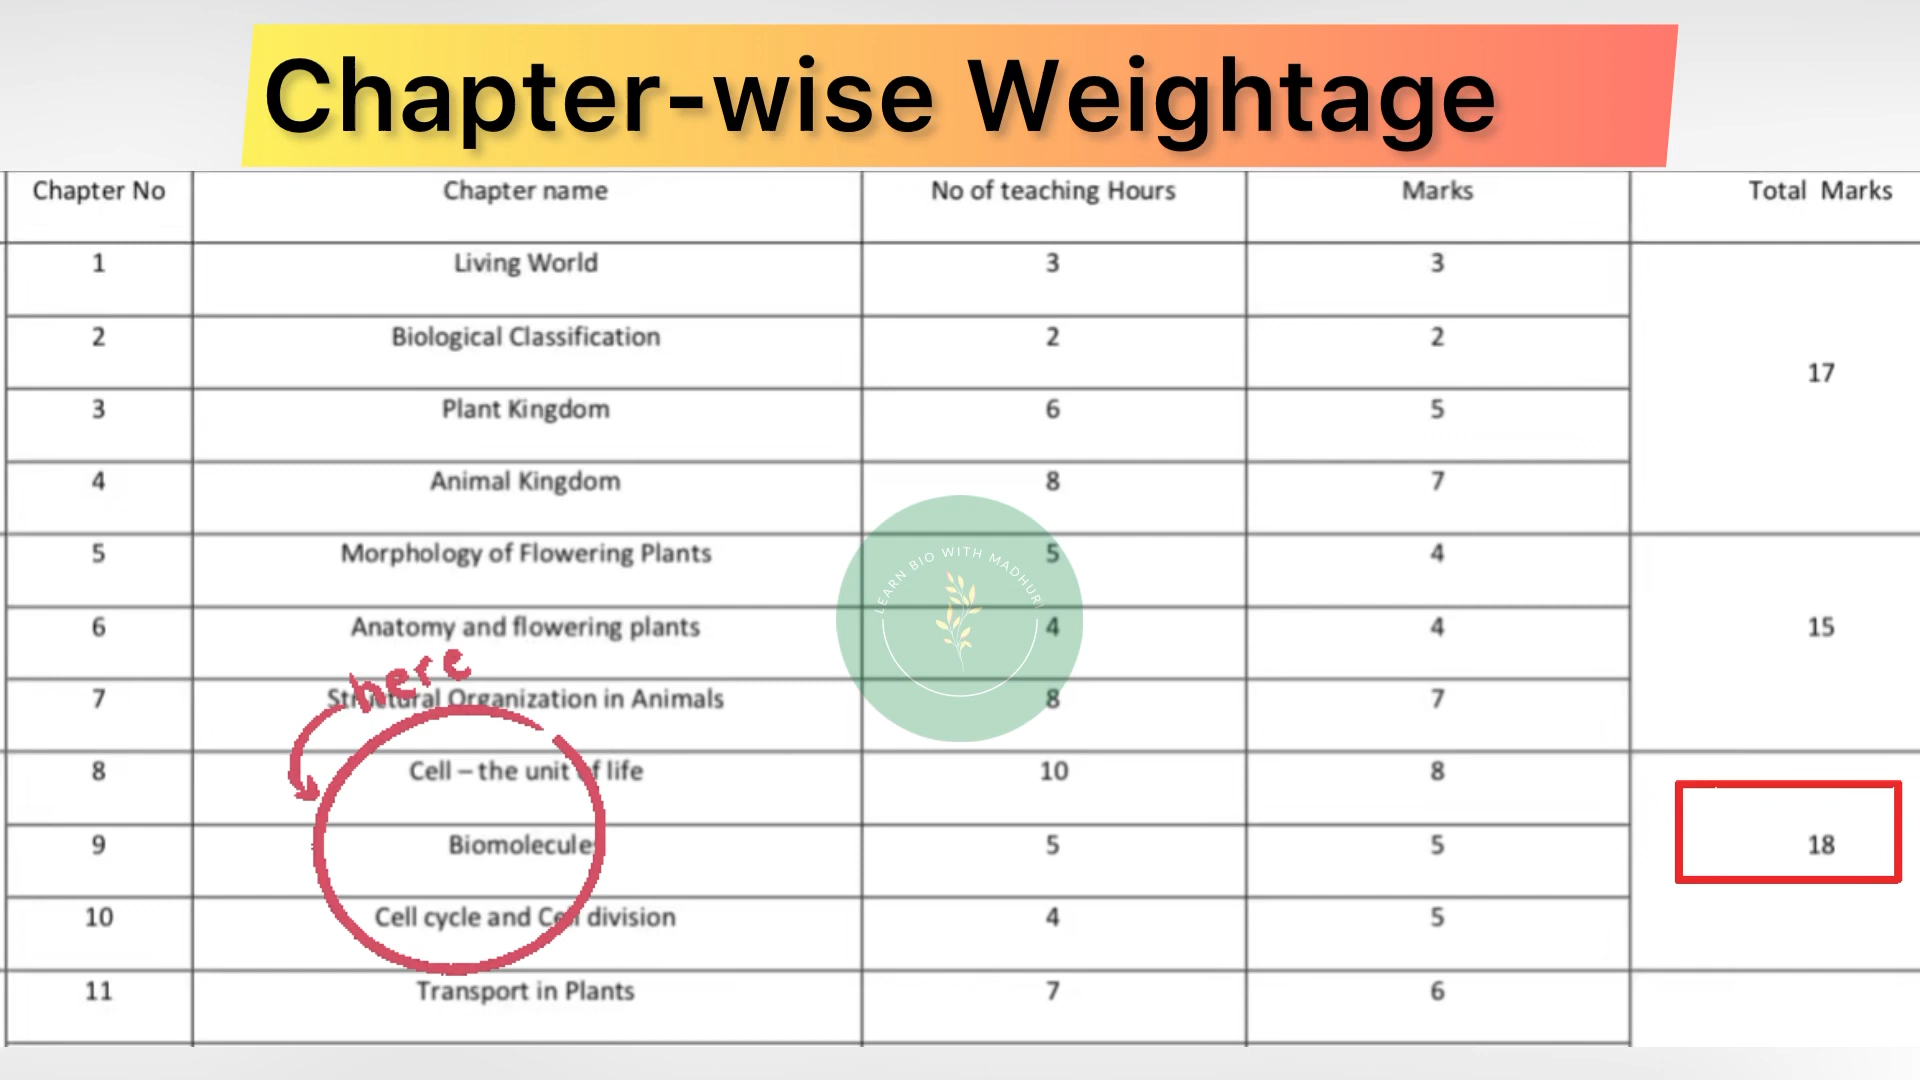 Chapter-wise Weightage
Chapter No Chapter name No of teaching Hours Marks Total Marks
1 Living World 3 3
2 Biological Classification 2 2
17
3 Plant Kingdom 6 5
4 Animal Kingdom 8 7
5 Morphology of Flowering Plants 5 4
LEARN BIO WITH MADHURI
6 Anatomy and flowering plants 4 4 15
here
7 Structural Organization in Animals 8 7
8 Cell – the unit of life 10 8
9 Biomolecules 5 5 18
10 Cell cycle and Cell division 4 5
11 Transport in Plants 7 6